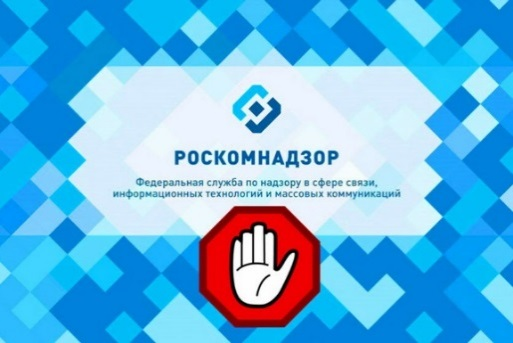 РОСКОМНАДЗОР
Федеральная служба по надзору в сфере связи,
информационных технологий и массовых коммуникаций